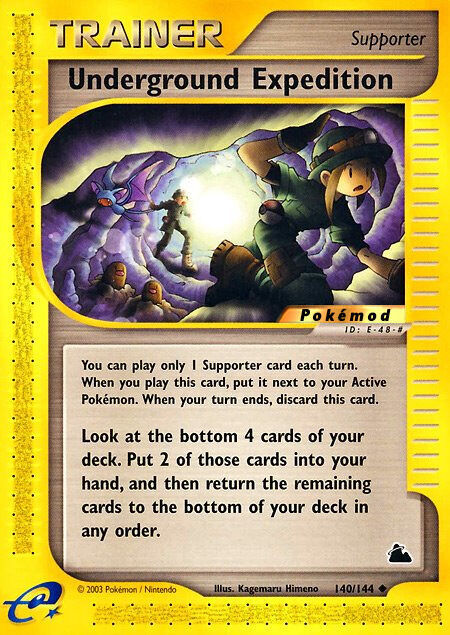 TRAINER
Supporter
Underground Expedition
Pokémod
ID: E-48-#
You can play only 1 Supporter card each turn.
When you play this card, put it next to your Active
Pokémon. When your turn ends, discard this card.
Look at the bottom 4 cards of your
deck. Put 2 of those cards into your
hand, and then return the remaining
cards to the bottom of your deck in
any order.
© 2003 Pokémon / Nintendo
Illus. Kagemaru Himeno
140/144 ◆
e